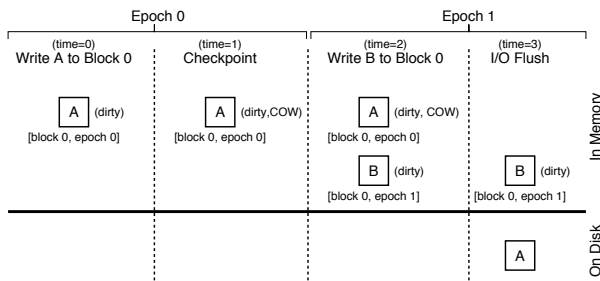 Epoch 0
Epoch 1
(time=0)
Write A to Block 0
(time=1)
Checkpoint
(time=2)
Write B to Block 0
(time=3)
I/O Flush
A (dirty)
[block 0, epoch 0]
A (dirty,COW)
[block 0, epoch 0]
A (dirty, COW)
[block 0, epoch 0]
B (dirty)
[block 0, epoch 1]
B (dirty)
[block 0, epoch 1]
In Memory
A
On Disk